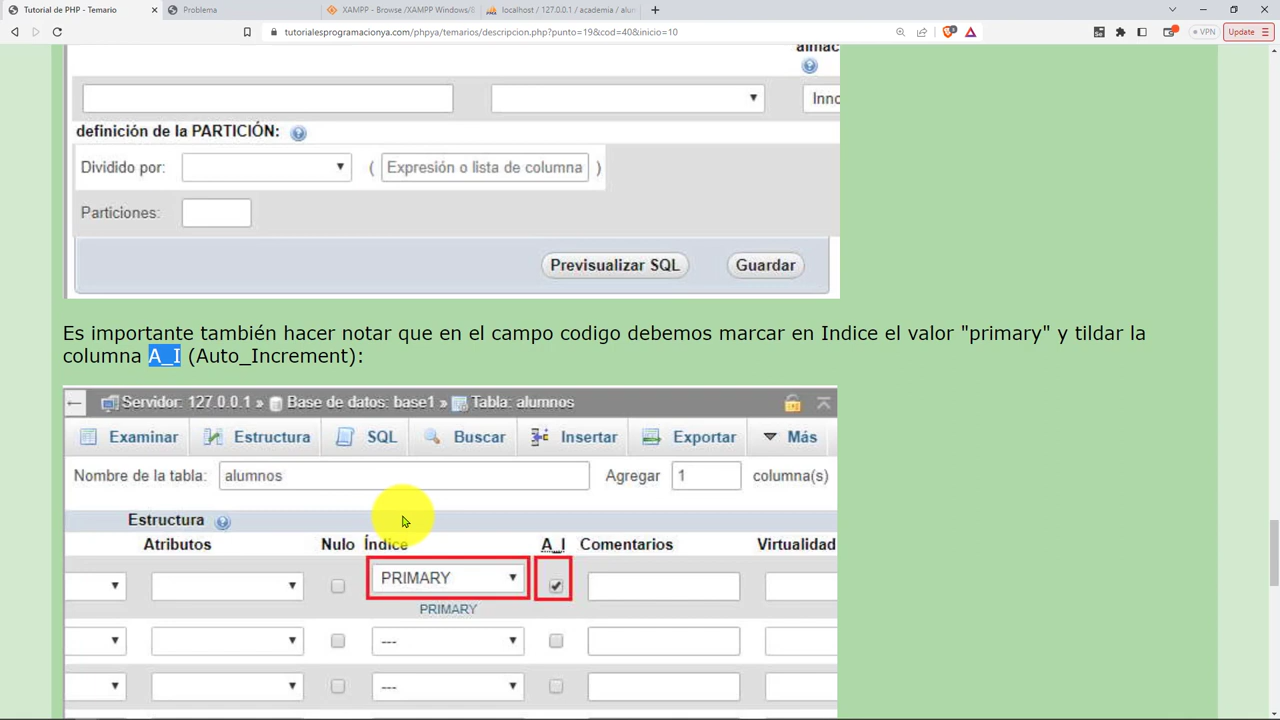 Tutorial de PHP - Temario
Problema
XAMPP - Browse /XAMPP Windows/8
localhost / 127.0.0.1 / academia / alun
tutorialesprogramacionya.com/phpya/temarios/descripcion.php?punto=19&cod=40&inicio=10
VPN
Update
almac
Inno
definición de la PARTICIÓN:
Dividido por:
( Expresión o lista de columna )
Particiones:
Previsualizar SQL
Guardar
Es importante también hacer notar que en el campo codigo debemos marcar en Indice el valor "primary" y tildar la
columna A_I (Auto_Increment):
Servidor: 127.0.0.1 » Base de datos: base1 » Tabla: alumnos
Examinar Estructura SQL Buscar Insertar Exportar Más
Nombre de la tabla: alumnos Agregar 1 columna(s)
Estructura
Atributos Nulo Índice A_I Comentarios Virtualidad
PRIMARY
PRIMARY
---
---